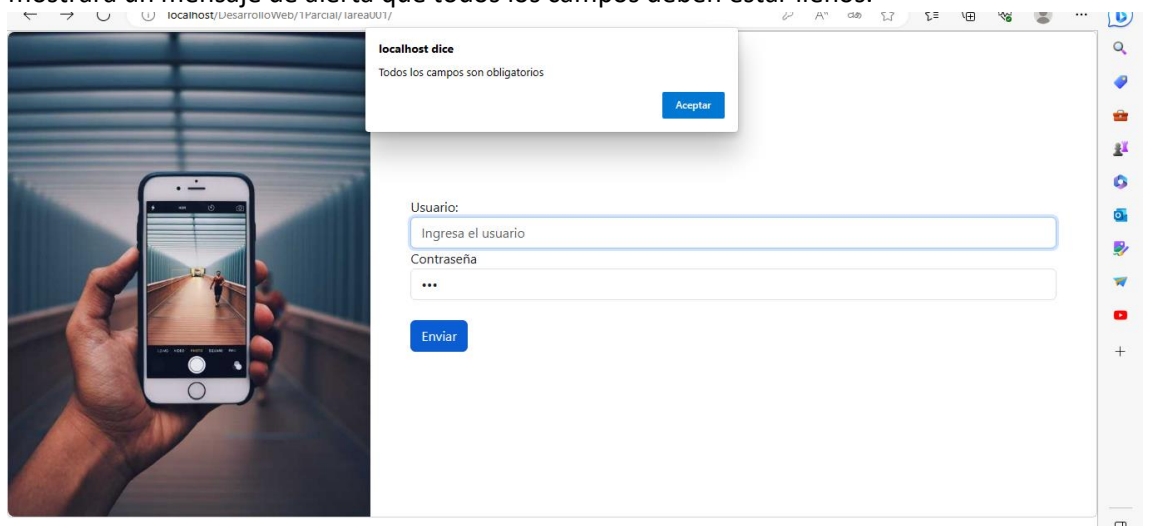 mostrará un mensaje de alerta que todos los campos deben estar llenos.
localhost/DesarrolloWeb/1Parcial/Tarea001/
localhost dice
Todos los campos son obligatorios
Aceptar
Usuario:
Ingresa el usuario
Contraseña
•••
Enviar